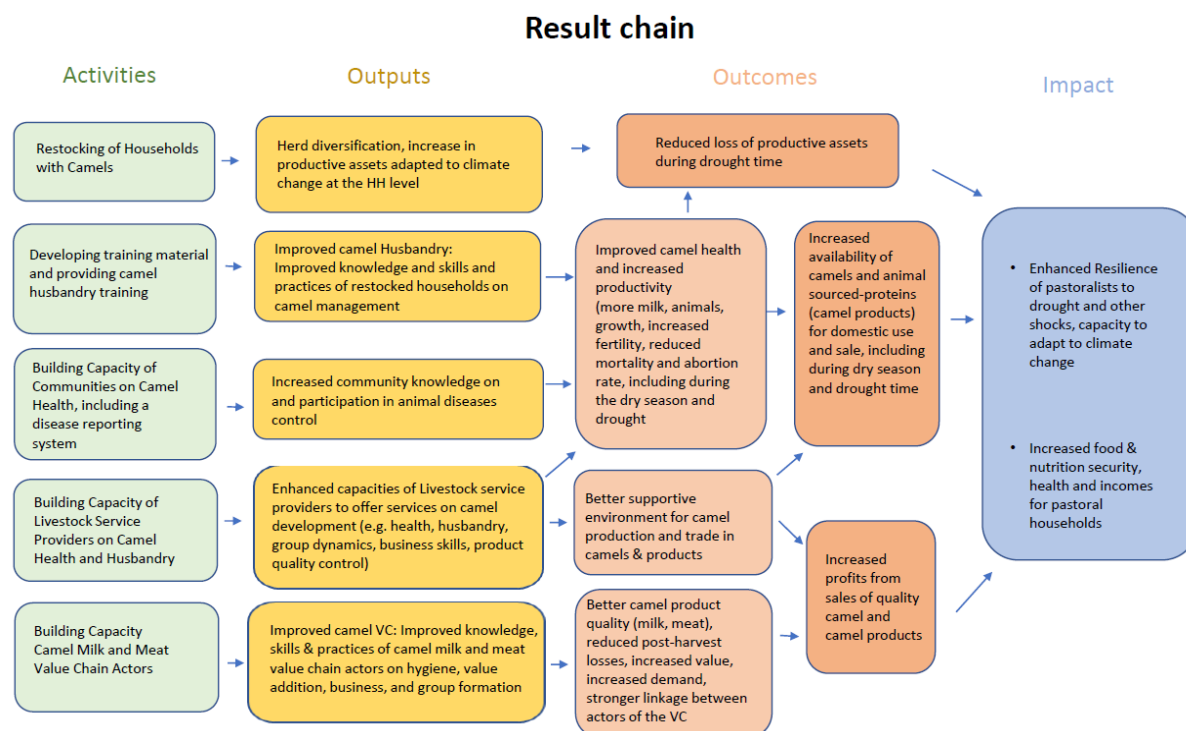 Result chain
Activities
Outputs
Outcomes
Impact
Restocking of Households
with Camels
Herd diversification, increase in
productive assets adapted to climate
change at the HH level
Reduced loss of productive assets
during drought time
Developing training material
and providing camel
husbandry training
Improved camel Husbandry:
Improved knowledge and skills and
practices of restocked households on
camel management
Improved camel health
and increased
productivity
(more milk, animals,
growth, increased
fertility, reduced
mortality and abortion
rate, including during
the dry season and
drought
Increased
availability of
camels and animal
sourced-proteins
(camel products)
for domestic use
and sale, including
during dry season
and drought time
• Enhanced Resilience
of pastoralists to
drought and other
shocks, capacity to
adapt to climate
change
• Increased food &
nutrition security,
health and incomes
for pastoral
households
Building Capacity of
Communities on Camel
Health, including a
disease reporting
system
Increased community knowledge on
and participation in animal diseases
control
Building Capacity of
Livestock Service
Providers on Camel
Health and Husbandry
Enhanced capacities of Livestock service
providers to offer services on camel
development (e.g. health, husbandry,
group dynamics, business skills, product
quality control)
Better supportive
environment for camel
production and trade in
camels & products
Increased
profits from
sales of quality
camel and
camel products
Building Capacity
Camel Milk and Meat
Value Chain Actors
Improved camel VC: Improved knowledge,
skills & practices of camel milk and meat
value chain actors on hygiene, value
addition, business, and group formation
Better camel product
quality (milk, meat),
reduced post-harvest
losses, increased value,
increased demand,
stronger linkage between
actors of the VC